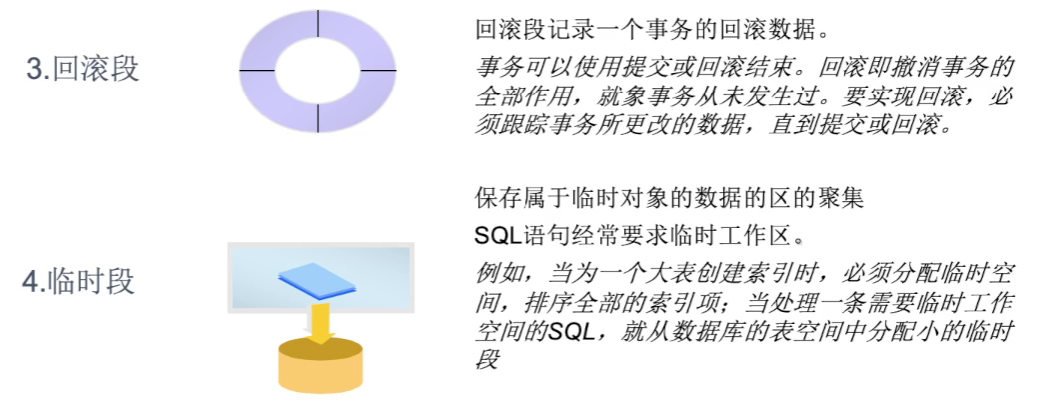 3.回滚段
回滚段记录一个事务的回滚数据。
事务可以使用提交或回滚结束。回滚即撤消事务的
全部作用，就象事务从未发生过。要实现回滚，必
须跟踪事务所更改的数据，直到提交或回滚。
4.临时段
保存属于临时对象的数据的区的聚集
SQL语句经常要求临时工作区。
例如，当为一个大表创建索引时，必须分配临时空
间，排序全部的索引项；当处理一条需要临时工作
空间的SQL，就从数据库的表空间中分配小的临时
段